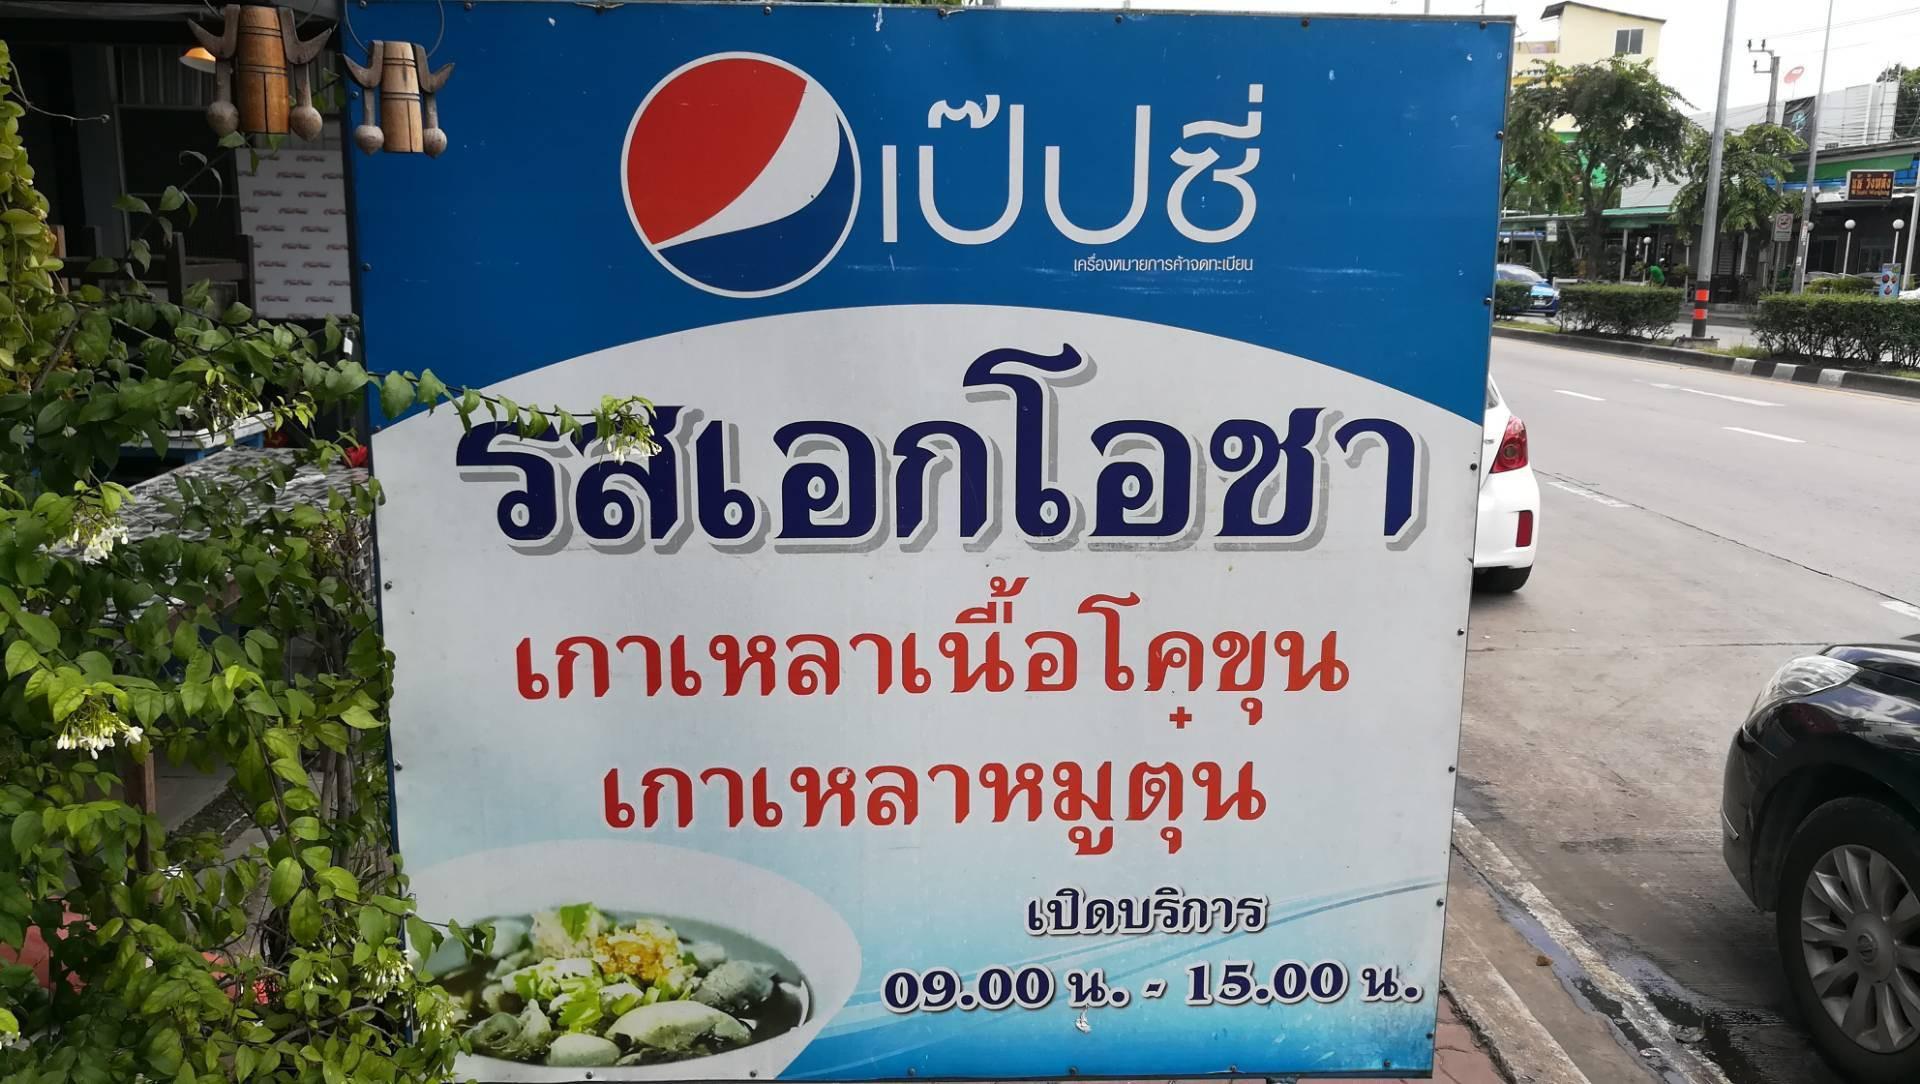 เป๊ปซี่
เครื่องหมายการค้าจดทะเบียน
รสเอกโอชา
เกาเหลาเนื้อโคขุน
+
เกาเหลาหมูตุ๋น
เปิดบริการ
09.00 น. - 15.00 น.